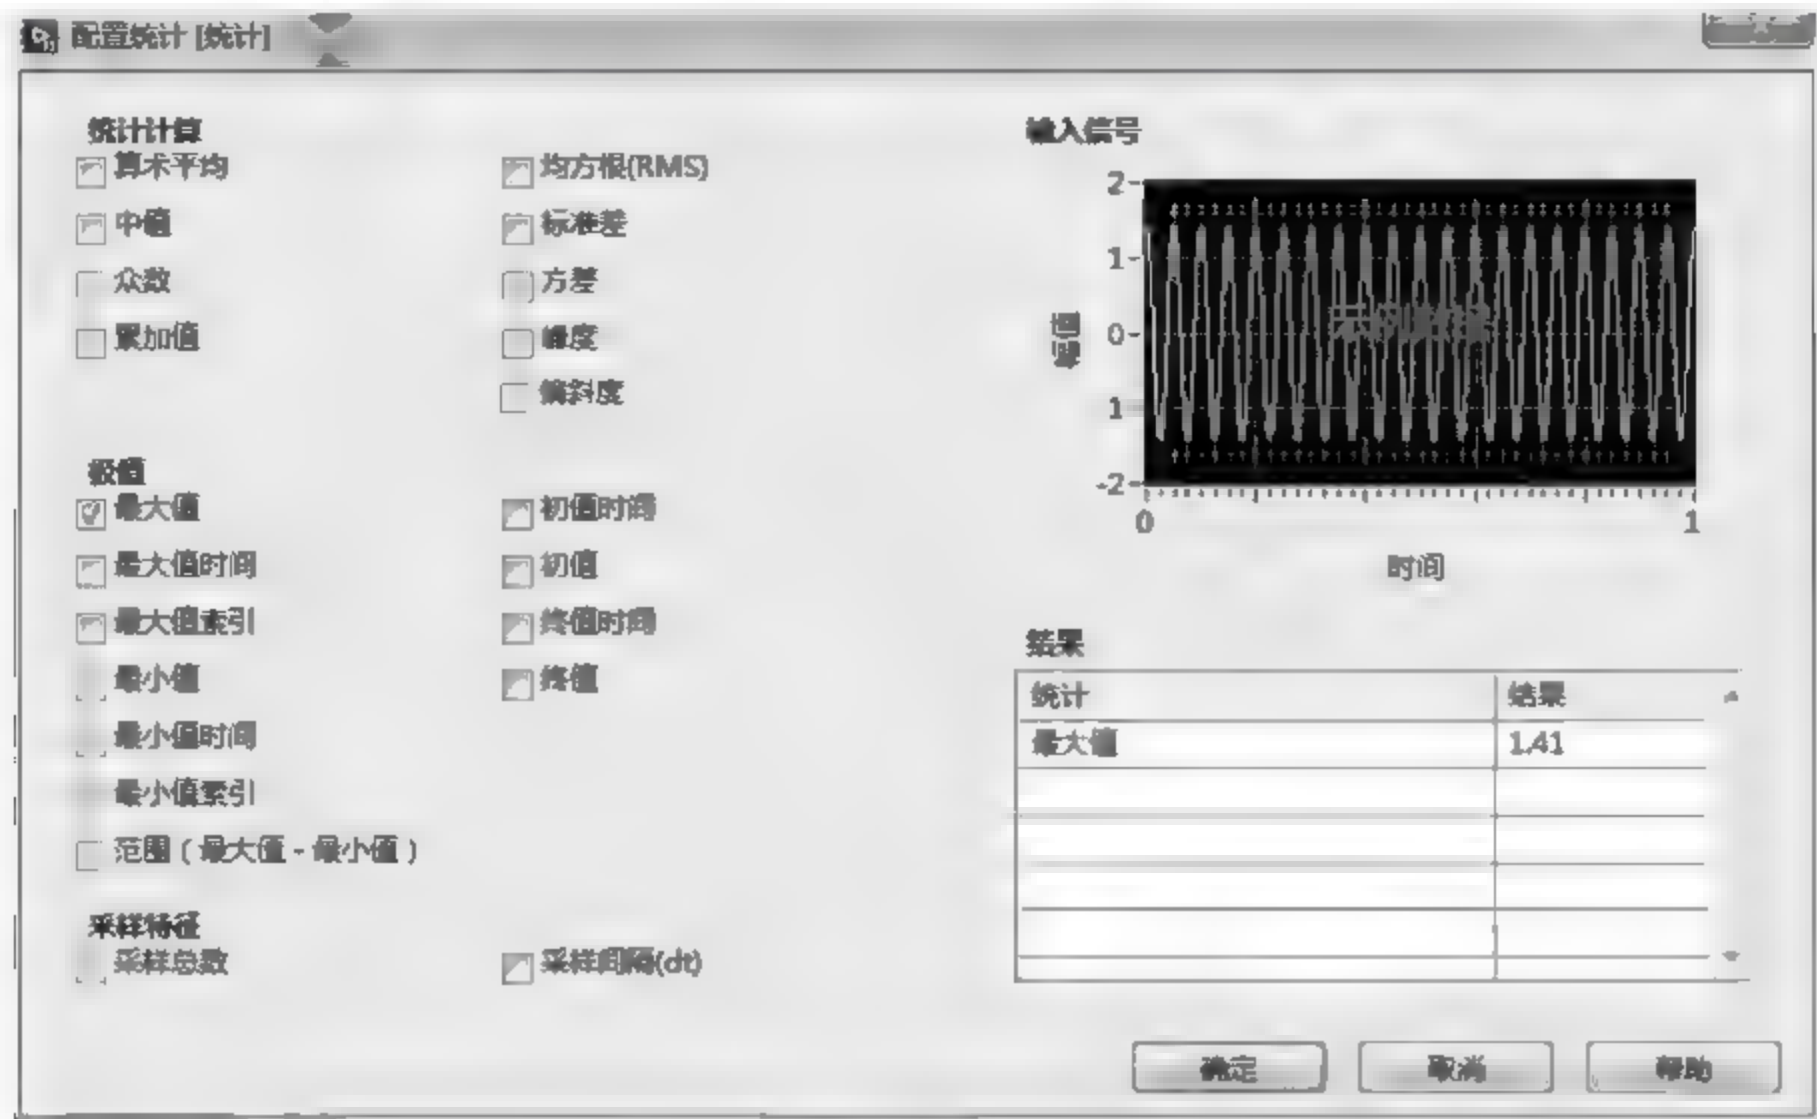 配置统计 [统计]
统计计算
算术平均
中值
众数
累加值
均方根(RMS)
标准差
方差
峰度
偏斜度
极值
最大值
最大值时间
最大值索引
最小值
最小值时间
最小值索引
范围（最大值 - 最小值）
初值时间
初值
终值时间
终值
采样特征
采样总数
采样间隔(dt)
输入信号
幅值
2
1
0
1
-2
示例数据
0 1
时间
结果
统计 结果
最大值 1.41
确定 取消 帮助